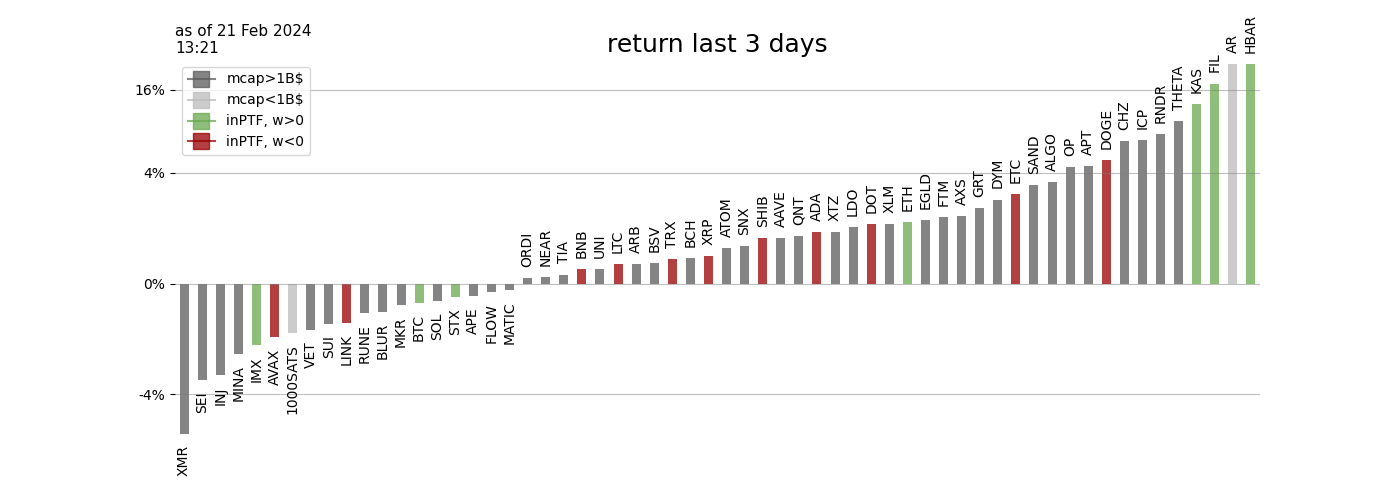 as of 21 Feb 2024
13:21
return last 3 days
mcap>1B$
mcap<1B$
inPTF, w>0
inPTF, w<0
16%
4%
0%
-4%
XMR
SEI
INJ
MINA
IMX
AVAX
1000SATS
VET
SUI
LINK
RUNE
BLUR
MKR
BTC
SOL
STX
APE
FLOW
MATIC
ORDI
NEAR
TIA
BNB
UNI
LTC
ARB
BSV
TRX
BCH
XRP
ATOM
SNX
SHIB
AAVE
QNT
ADA
XTZ
LDO
DOT
XLM
ETH
EGLD
FTM
AXS
GRT
DYM
ETC
SAND
ALGO
OP
APT
DOGE
CHZ
ICP
RNDR
THETA
KAS
FIL
AR
HBAR